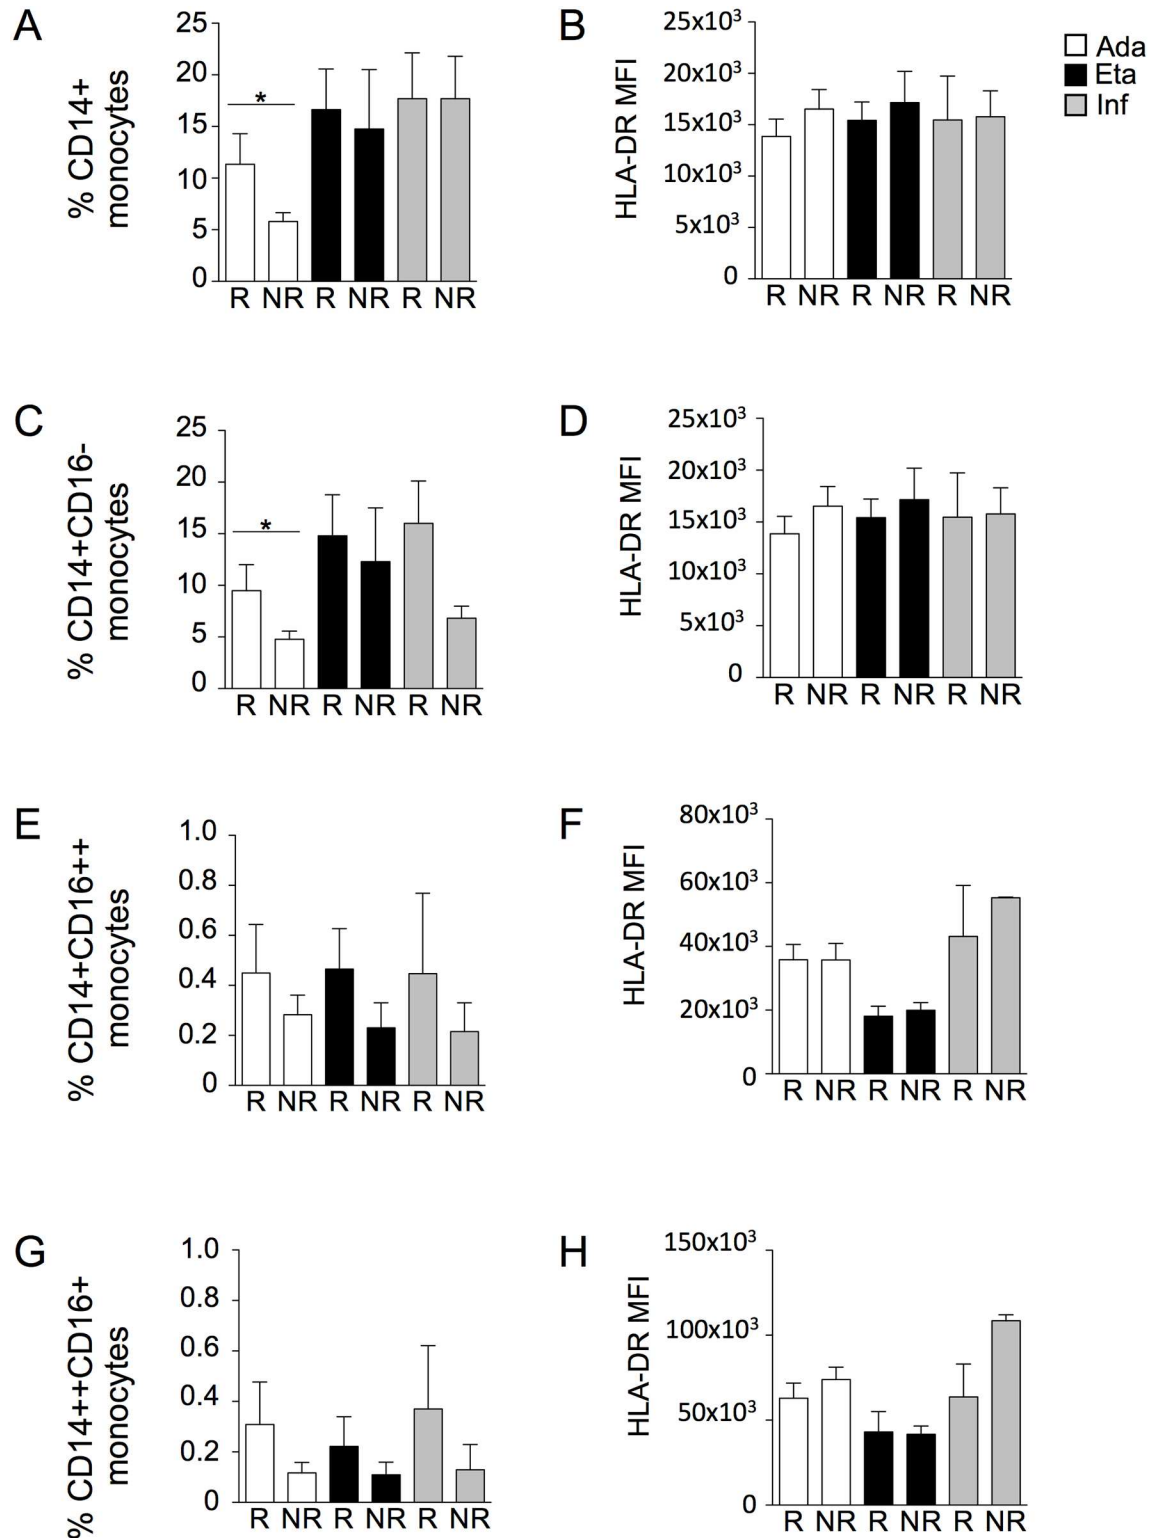 A
% CD14+
monocytes
25
20
15
10
5
0
*
R NR R NR R NR
B
HLA-DR MFI
25x10³
20x10³
15x10³
10x10³
5x10³
0
R NR R NR R NR
Ada
Eta
Inf
C
% CD14+CD16-
monocytes
25
20
15
10
5
0
*
R NR R NR R NR
D
HLA-DR MFI
25x10³
20x10³
15x10³
10x10³
5x10³
0
R NR R NR R NR
E
% CD14+CD16++
monocytes
1.0
0.8
0.6
0.4
0.2
0
R NR R NR R NR
F
HLA-DR MFI
80x10³
60x10³
40x10³
20x10³
0
R NR R NR R NR
G
% CD14++CD16+
monocytes
1.0
0.8
0.6
0.4
0.2
0
R NR R NR R NR
H
HLA-DR MFI
150x10³
100x10³
50x10³
0
R NR R NR R NR